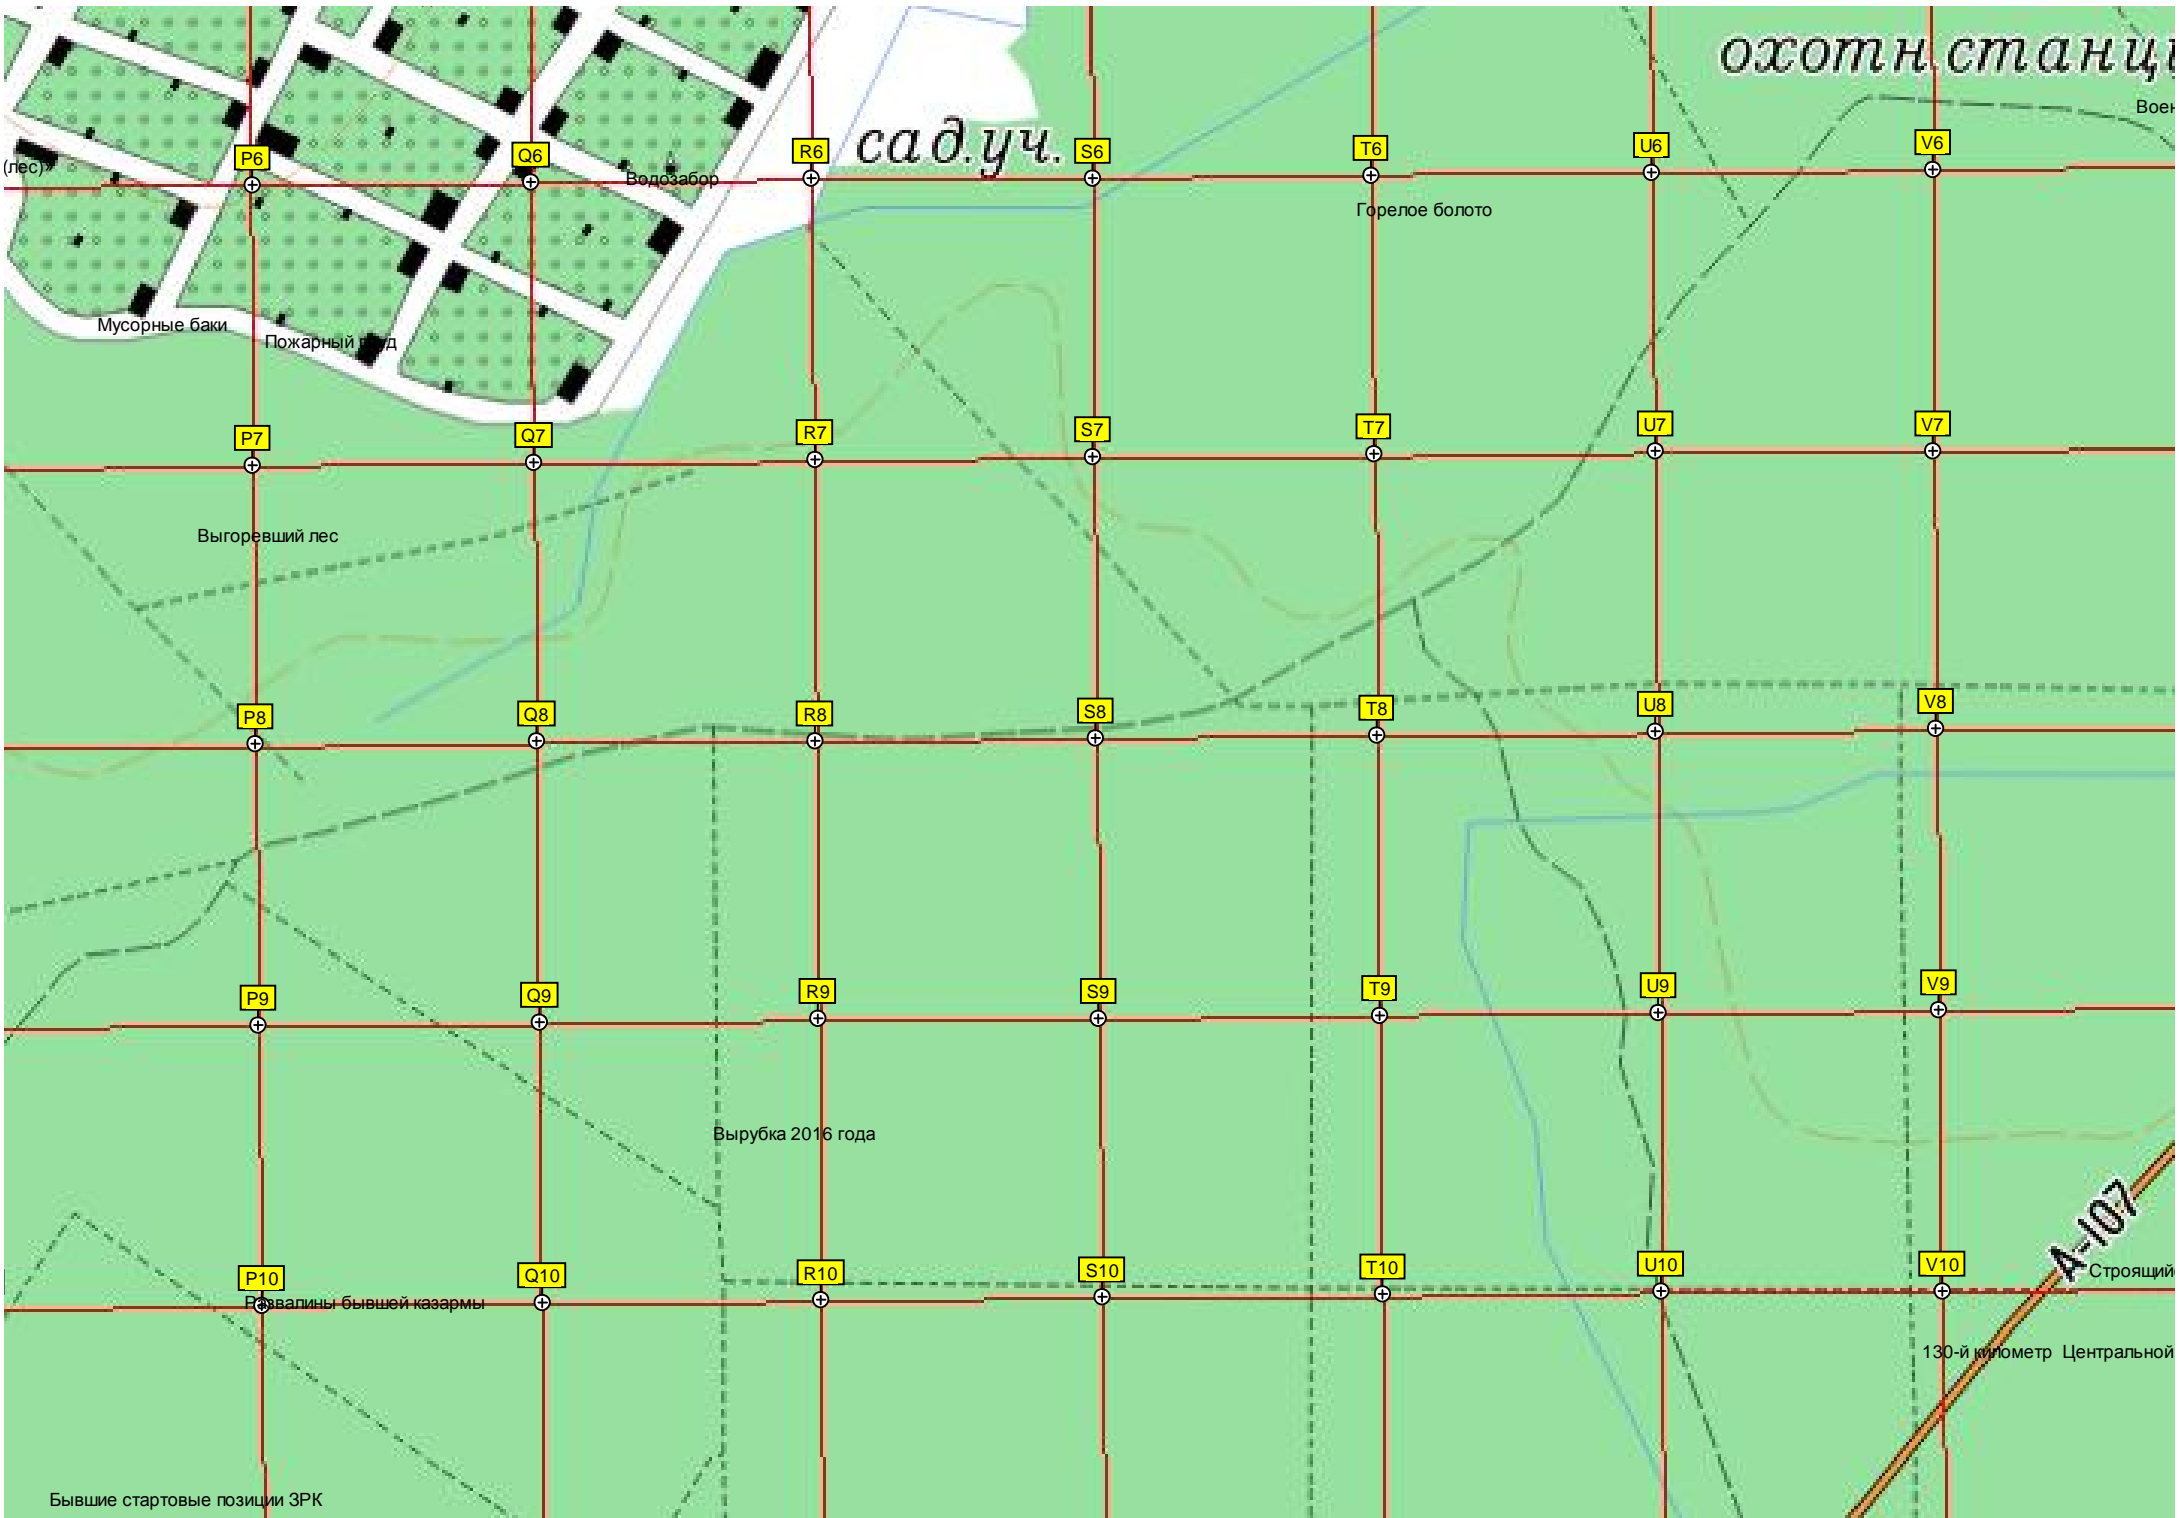 охотн.станц
Воен
сад.уч.
P6
Q6
R6
S6
T6
U6
V6
(лес)
Водозабор
Горелое болото
Мусорные баки
Пожарный
P7
Q7
R7
S7
T7
U7
V7
Выгоревший лес
P8
Q8
R8
S8
T8
U8
V8
P9
Q9
R9
S9
T9
U9
V9
Вырубка 2016 года
А-107
P10
Q10
R10
S10
T10
U10
V10
Строящий
Развалины бывшей казармы
130-й километр Центральной
Бывшие стартовые позиции ЗРК